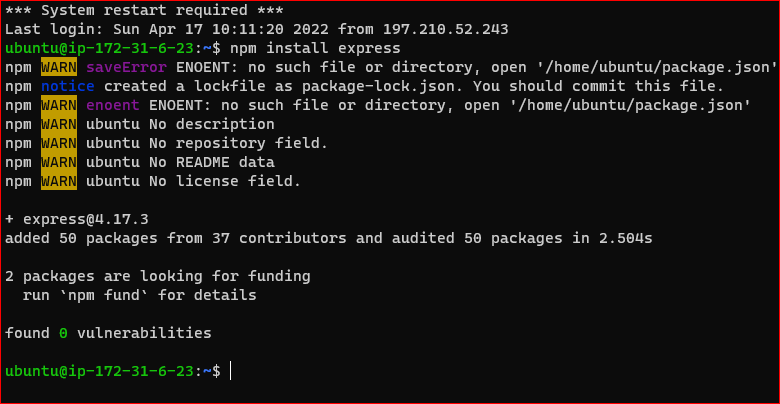 *** System restart required ***
Last login: Sun Apr 17 10:11:20 2022 from 197.210.52.243
ubuntu@ip-172-31-6-23:~$ npm install express
npm WARN saveError ENOENT: no such file or directory, open '/home/ubuntu/package.json'
npm notice created a lockfile as package-lock.json. You should commit this file.
npm WARN enoent ENOENT: no such file or directory, open '/home/ubuntu/package.json'
npm WARN ubuntu No description
npm WARN ubuntu No repository field.
npm WARN ubuntu No README data
npm WARN ubuntu No license field.
+ express@4.17.3
added 50 packages from 37 contributors and audited 50 packages in 2.504s
2 packages are looking for funding
  run `npm fund` for details
found 0 vulnerabilities
ubuntu@ip-172-31-6-23:~$